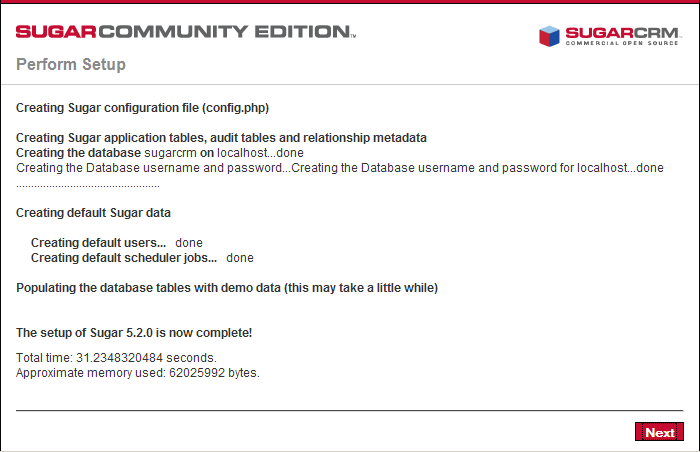 SUGARCOMMUNITY EDITION™
SUGARCRM.
COMMERCIAL OPEN SOURCE
Perform Setup
Creating Sugar configuration file (config.php)
Creating Sugar application tables, audit tables and relationship metadata
Creating the database sugarcrm on localhost...done
Creating the Database username and password...Creating the Database username and password for localhost...done
................................................
Creating default Sugar data
Creating default users... done
Creating default scheduler jobs... done
Populating the database tables with demo data (this may take a little while)
The setup of Sugar 5.2.0 is now complete!
Total time: 31.2348320484 seconds.
Approximate memory used: 62025992 bytes.
Next